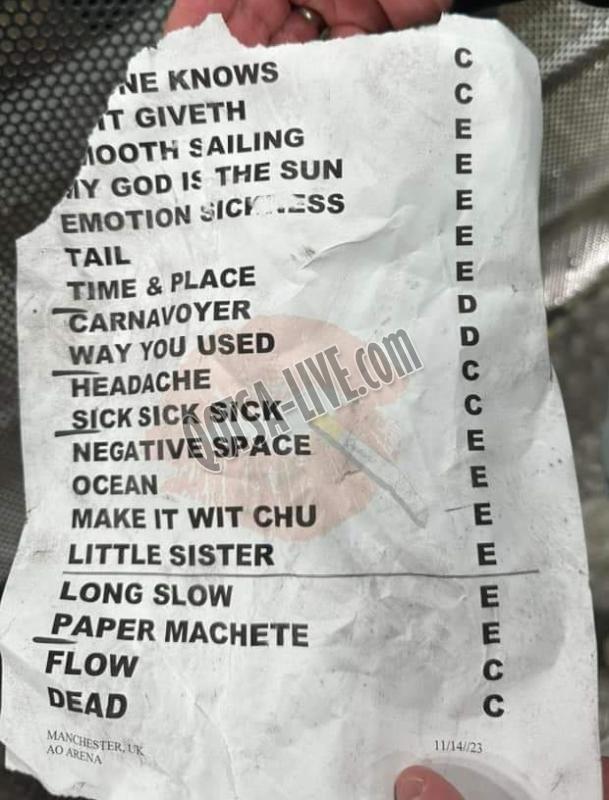 NE KNOWS C
IT GIVETH C
MOOTH SAILING E
MY GOD IS THE SUN E
EMOTION SICKNESS E
TAIL E
TIME & PLACE E
CARNAVOYER D
WAY YOU USED D
HEADACHE C
SICK SICK SICK C
NEGATIVE SPACE E
OCEAN E
MAKE IT WIT CHU E
LITTLE SISTER E
LONG SLOW E
PAPER MACHETE E
FLOW C
DEAD C
MANCHESTER, UK
AO ARENA
11/14//23
QOTSA-LIVE.com